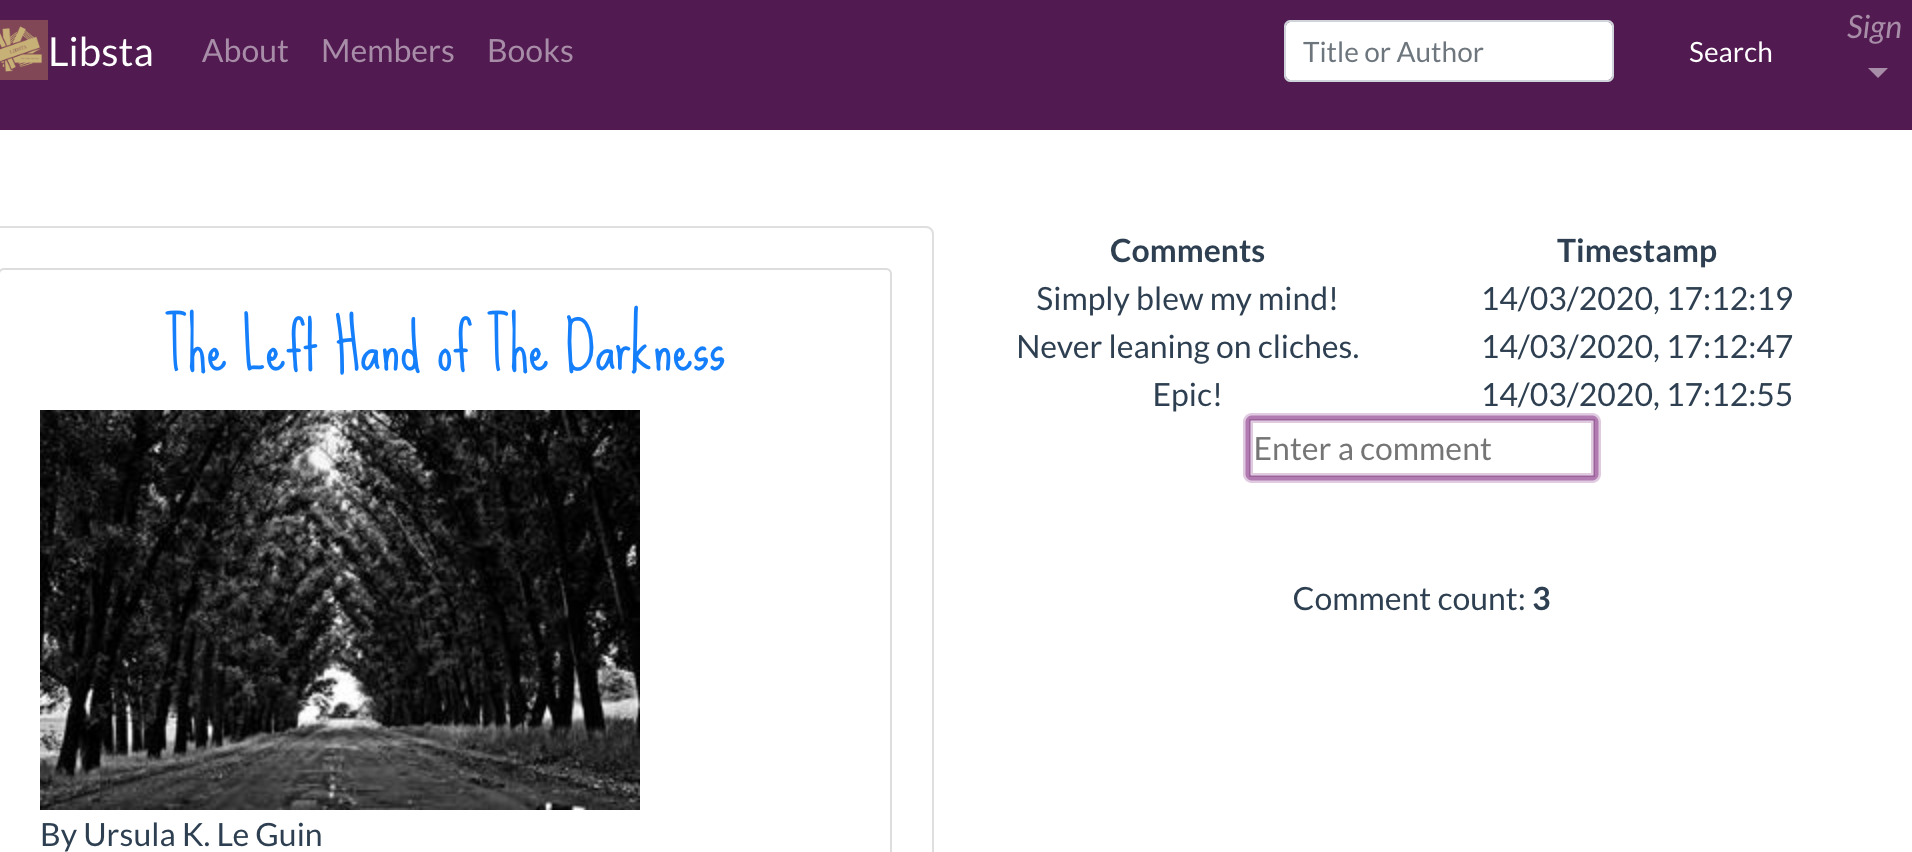 Libsta About Members Books Title or Author Search Sign
The Left Hand of The Darkness
By Ursula K. Le Guin
Comments Timestamp
Simply blew my mind! 14/03/2020, 17:12:19
Never leaning on cliches. 14/03/2020, 17:12:47
Epic! 14/03/2020, 17:12:55
Enter a comment
Comment count: 3